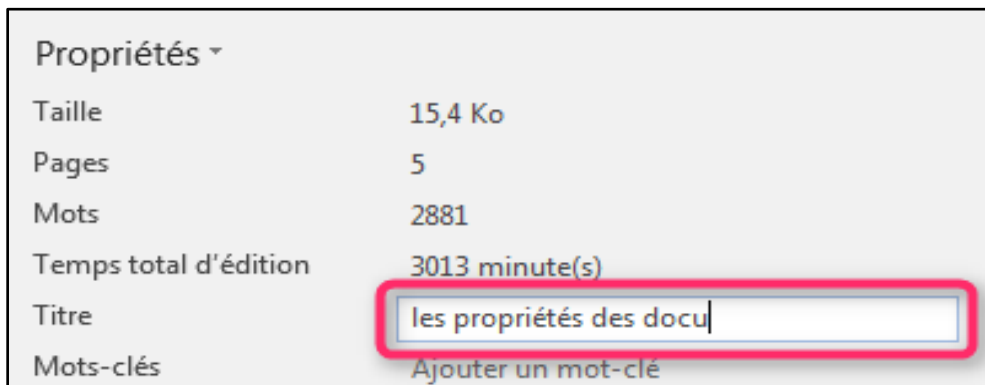 Propriétés
Taille 15,4 Ko
Pages 5
Mots 2881
Temps total d'édition 3013 minute(s)
Titre les propriétés des docu
Mots-clés Ajouter un mot-clé